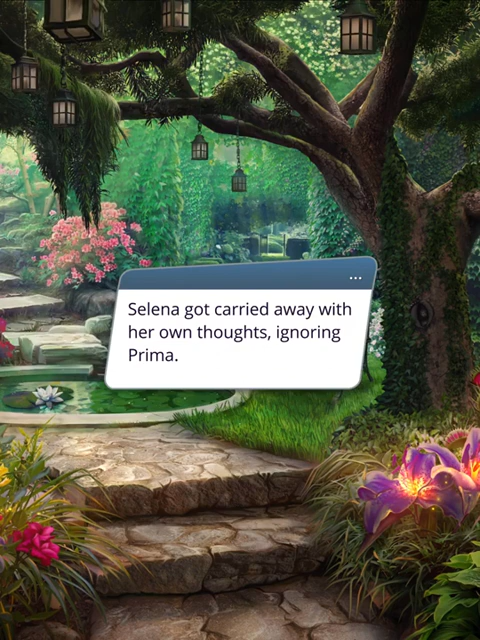 ...
Selena got carried away with
her own thoughts, ignoring
Prima.